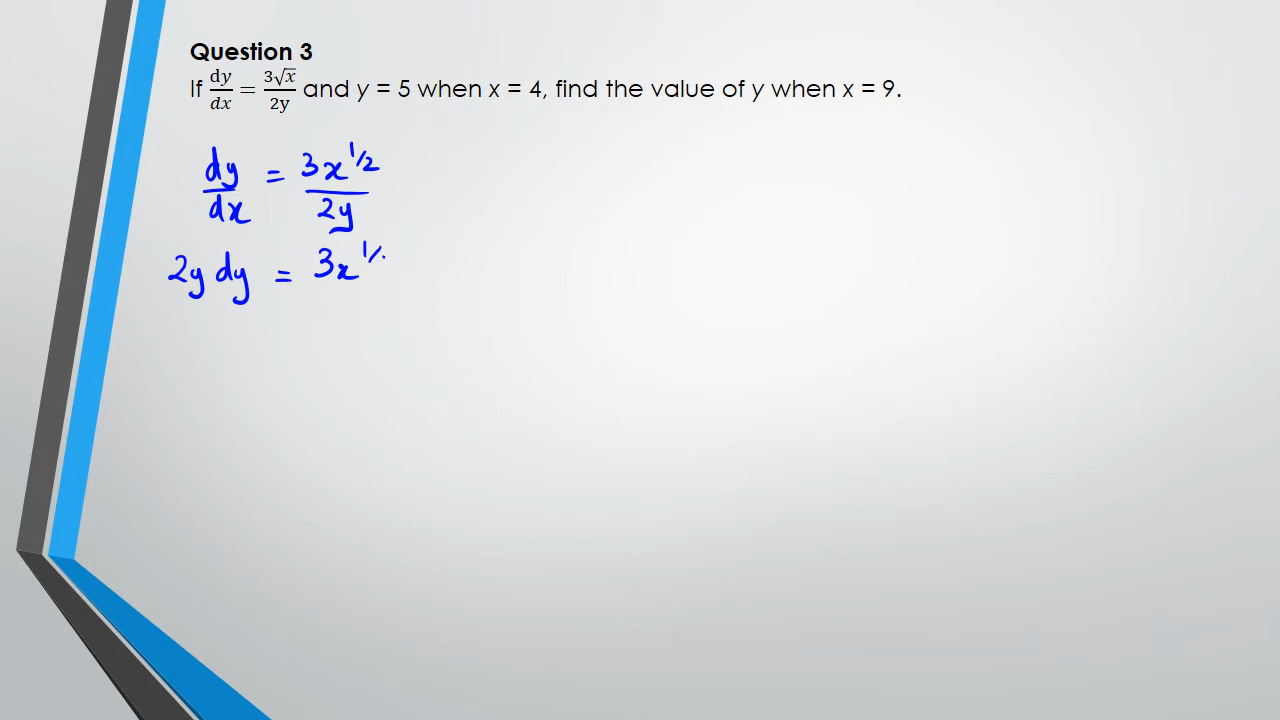 Question 3
If dy/dx = 3√x/2y and y = 5 when x = 4, find the value of y when x = 9.
dy/dx = 3x^1/2 / 2y
2y dy = 3x^1/